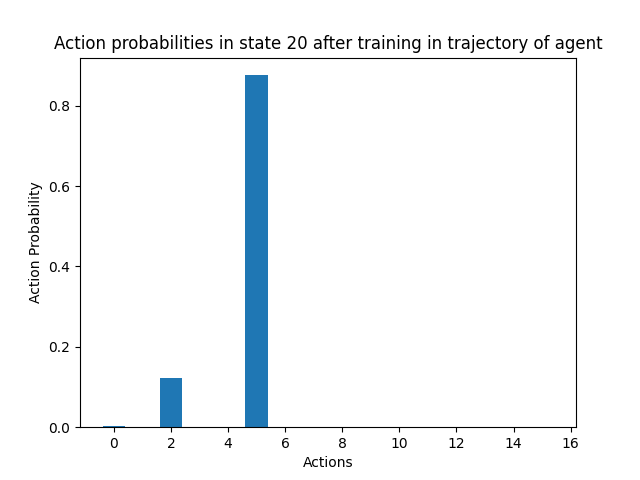 Action probabilities in state 20 after training in trajectory of agent
0.8
0.6
0.4
0.2
0.0
Action Probability
0 2 4 6 8 10 12 14 16
Actions